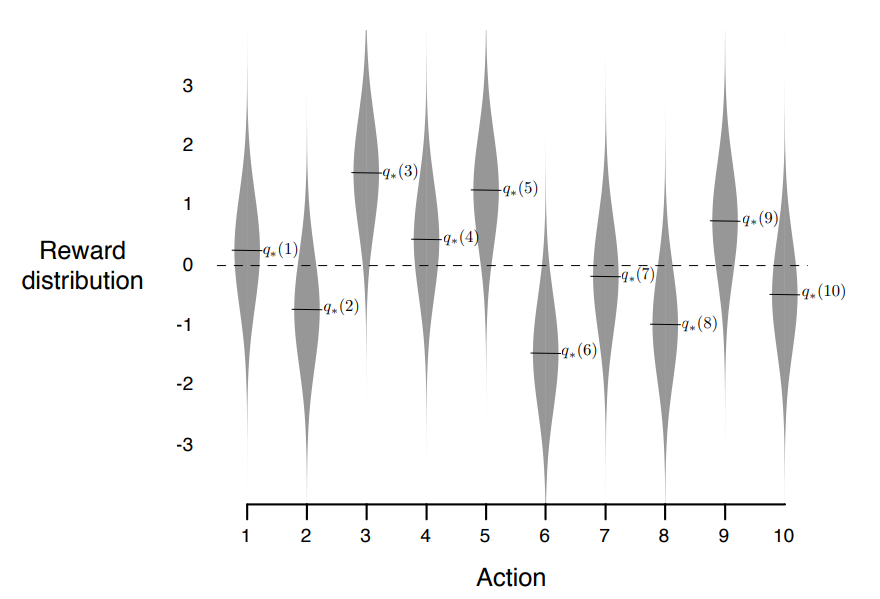 3
2
1
0
-1
-2
-3
Reward
distribution
q∗(1)
q∗(2)
q∗(3)
q∗(4)
q∗(5)
q∗(6)
q∗(7)
q∗(8)
q∗(9)
q∗(10)
1 2 3 4 5 6 7 8 9 10
Action